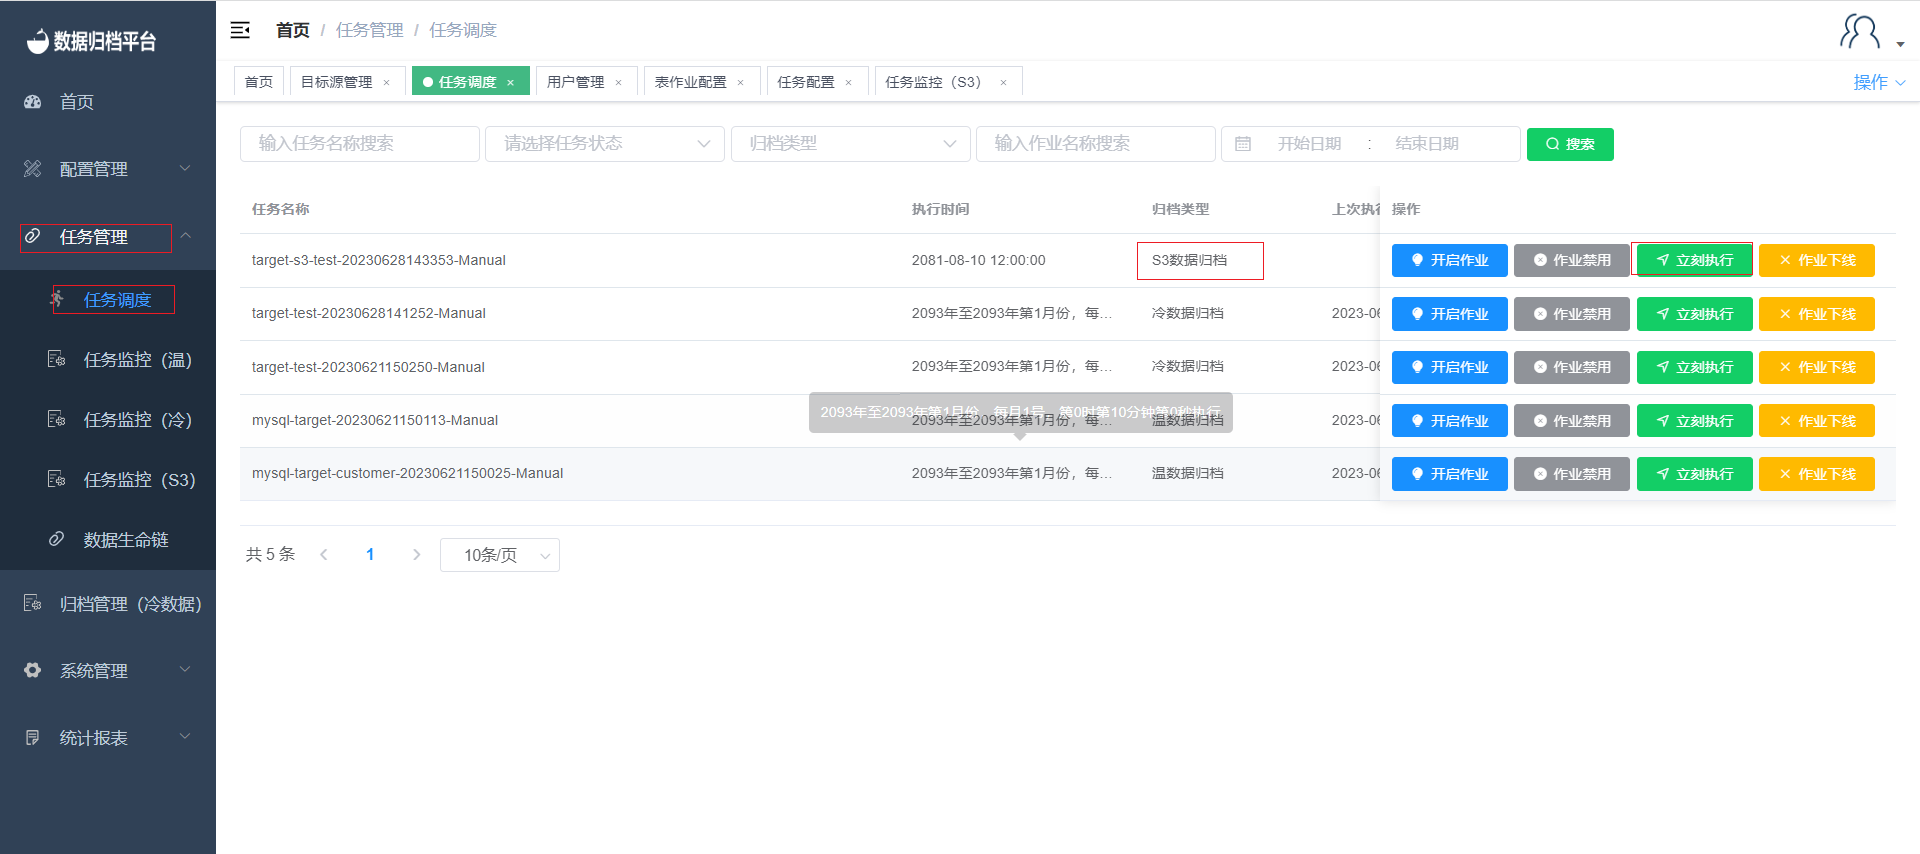 数据归档平台
首页
配置管理
任务管理
任务调度
任务监控（温）
任务监控（冷）
任务监控（S3）
数据生命链
归档管理（冷数据）
系统管理
统计报表
首页 / 任务管理 / 任务调度
首页 目标源管理 × 任务调度 × 用户管理 × 表作业配置 × 任务配置 × 任务监控（S3） × 操作
输入任务名称搜索 请选择任务状态 归档类型 输入作业名称搜索 开始日期 : 结束日期 搜索
任务名称 执行时间 归档类型 上次执行 操作
target-s3-test-20230628143353-Manual 2081-08-10 12:00:00 S3数据归档 开启作业 作业禁用 立刻执行 作业下线
target-test-20230628141252-Manual 2093年至2093年第1月份，每... 冷数据归档 2023-06 开启作业 作业禁用 立刻执行 作业下线
target-test-20230621150250-Manual 2093年至2093年第1月份，每... 冷数据归档 2023-06 开启作业 作业禁用 立刻执行 作业下线
2093年至2093年第1月份，每月1号，第0时第10分钟第0秒执行
mysql-target-20230621150113-Manual 2093年至2093年第1月份，每... 温数据归档 2023-06 开启作业 作业禁用 立刻执行 作业下线
mysql-target-customer-20230621150025-Manual 2093年至2093年第1月份，每... 温数据归档 2023-06 开启作业 作业禁用 立刻执行 作业下线
共 5 条 1 10条/页